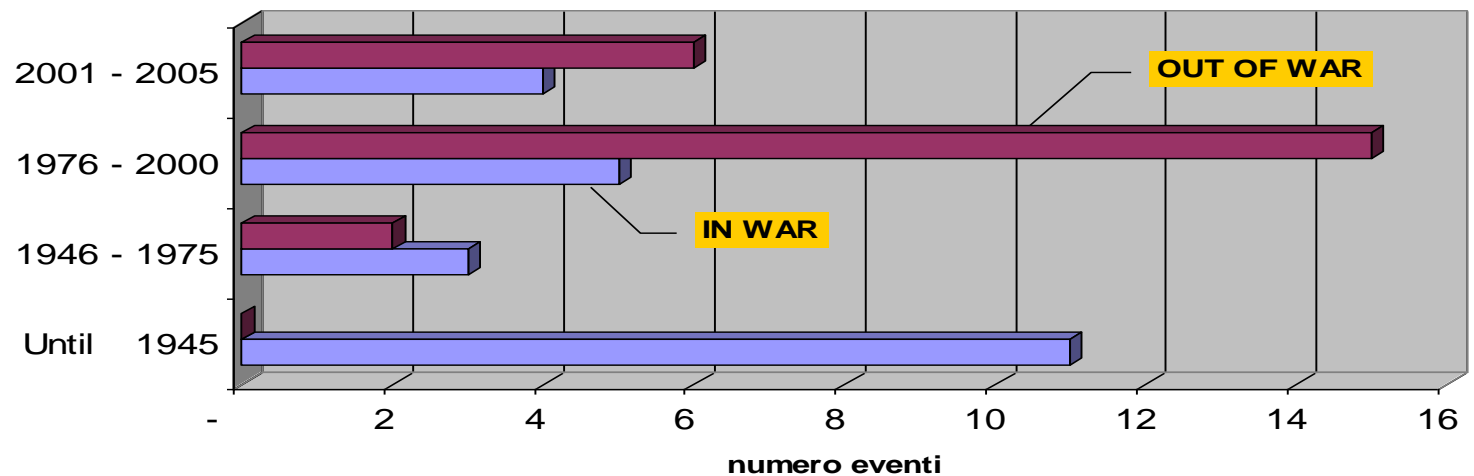 2001 - 2005
OUT OF WAR
1976 - 2000
IN WAR
1946 - 1975
Until 1945
- 2 4 6 8 10 12 14 16
numero eventi